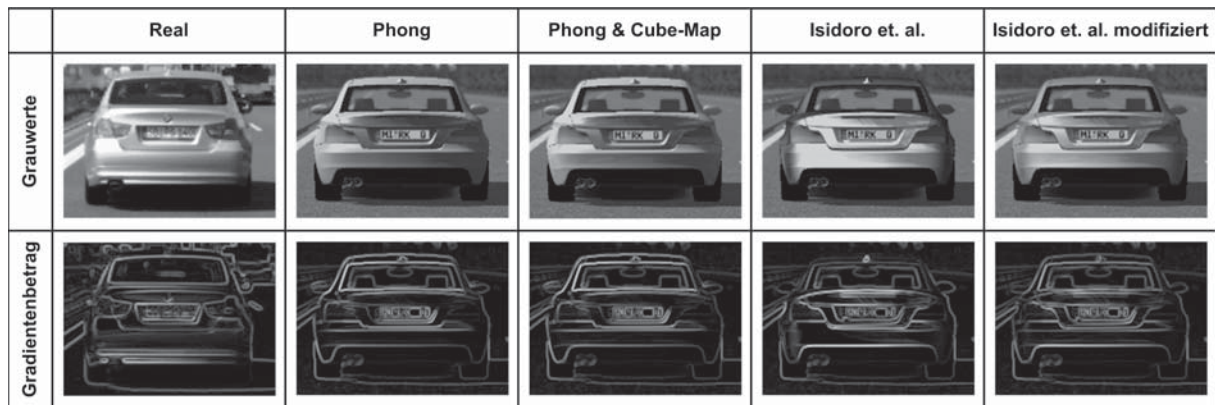 Real Phong Phong & Cube-Map Isidoro et. al. Isidoro et. al. modifiziert
Grauwerte
Gradientenbetrag